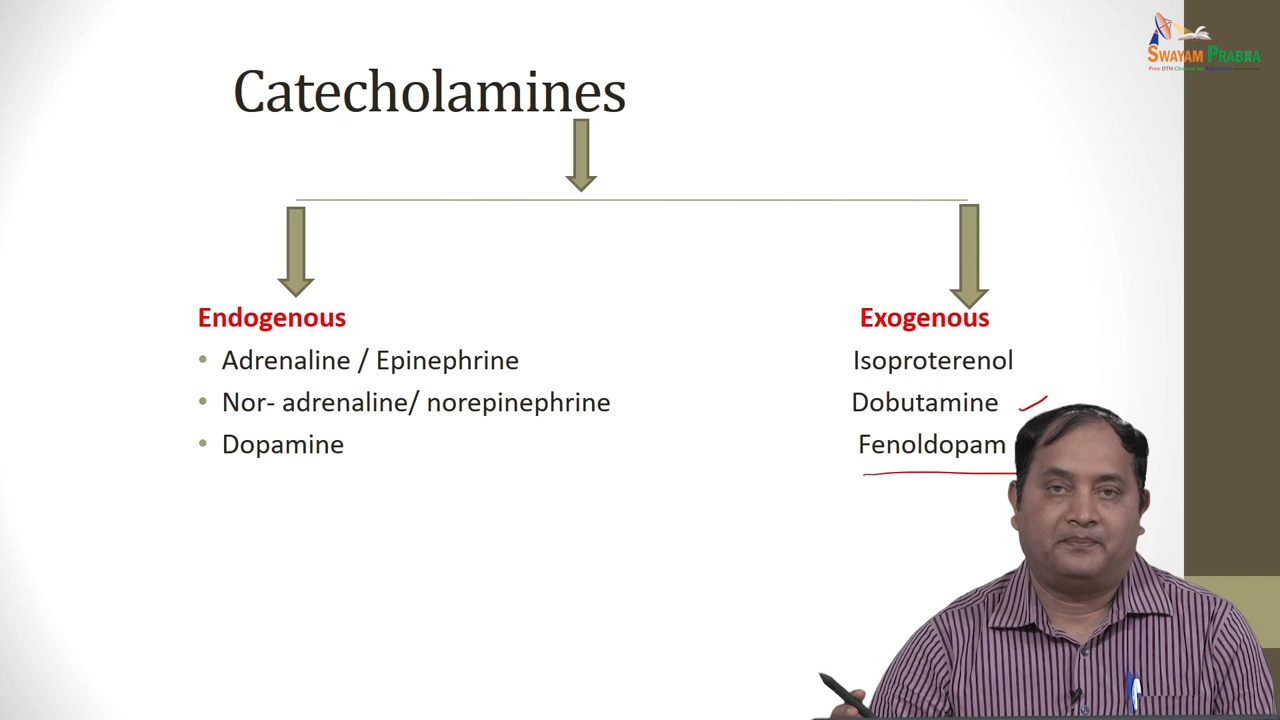 Catecholamines
SWAYAM PRABHA
Endogenous
• Adrenaline / Epinephrine
• Nor- adrenaline/ norepinephrine
• Dopamine
Exogenous
Isoproterenol
Dobutamine
Fenoldopam